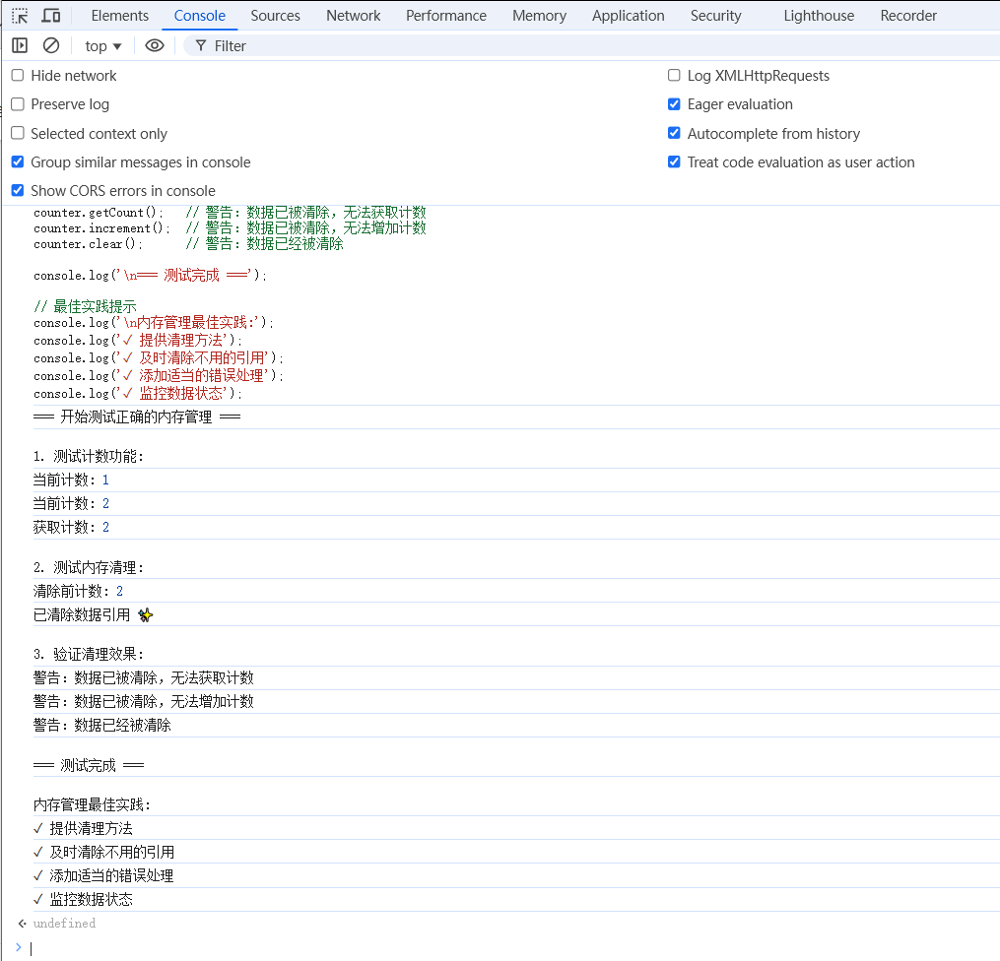 Elements Console Sources Network Performance Memory Application Security Lighthouse Recorder
top ▼ Filter
Hide network
Log XMLHttpRequests
Preserve log
Eager evaluation
Selected context only
Autocomplete from history
Group similar messages in console
Treat code evaluation as user action
Show CORS errors in console
counter.getCount();   // 警告：数据已被清除，无法获取计数
counter.increment();  // 警告：数据已被清除，无法增加计数
counter.clear();      // 警告：数据已经被清除
console.log('\n=== 测试完成 ===');
// 最佳实践提示
console.log('\n内存管理最佳实践:');
console.log('✓ 提供清理方法');
console.log('✓ 及时清除不用的引用');
console.log('✓ 添加适当的错误处理');
console.log('✓ 监控数据状态');
=== 开始测试正确的内存管理 ===
1. 测试计数功能:
当前计数: 1
当前计数: 2
获取计数: 2
2. 测试内存清理:
清除前计数: 2
已清除数据引用 ✨
3. 验证清理效果:
警告：数据已被清除，无法获取计数
警告：数据已被清除，无法增加计数
警告：数据已经被清除
=== 测试完成 ===
内存管理最佳实践:
✓ 提供清理方法
✓ 及时清除不用的引用
✓ 添加适当的错误处理
✓ 监控数据状态
undefined